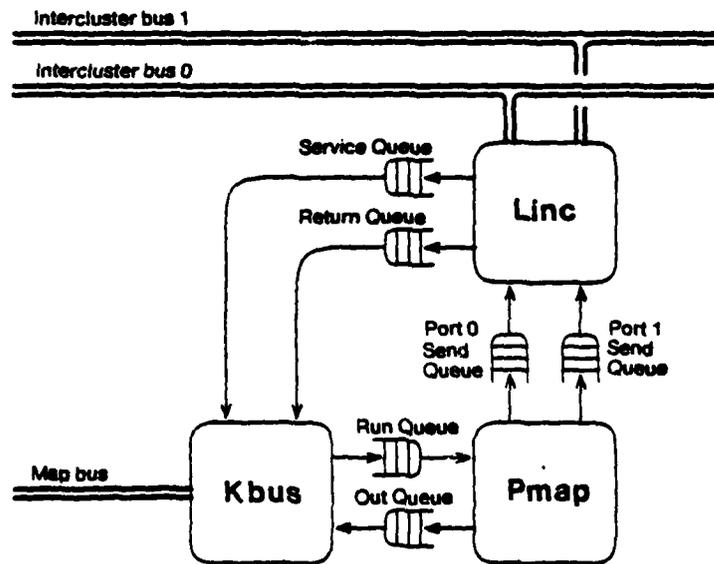 Intercluster bus 1
Intercluster bus 0
Service Queue
Linc
Return Queue
Port 0
Send
Queue
Port 1
Send
Queue
Run Queue
Map bus
Kbus
Pmap
Out Queue